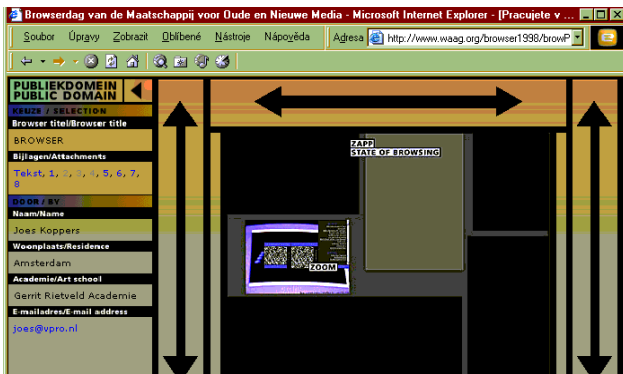 Browserdag van de Maatschappij voor Oude en Nieuwe Media - Microsoft Internet Explorer - [Pracujete v ...
Soubor Úpravy Zobrazit Oblíbené Nástroje Nápověda Adresa http://www.waag.org/browser1998/browP
PUBLIEKDOMEIN
PUBLIC DOMAIN
KEUZE / SELECTION
Browser titel/Browser title
BROWSER
Bijlagen/Attachments
Tekst, 1, 2, 3, 4, 5, 6, 7,
8
DOOR / BY
Naam/Name
Joes Koppers
Woonplaats/Residence
Amsterdam
Academie/Art school
Gerrit Rietveld Academie
E-mailadres/E-mail address
joes@vpro.nl
ZAPP
STATE OF BROWSING
ZOOM